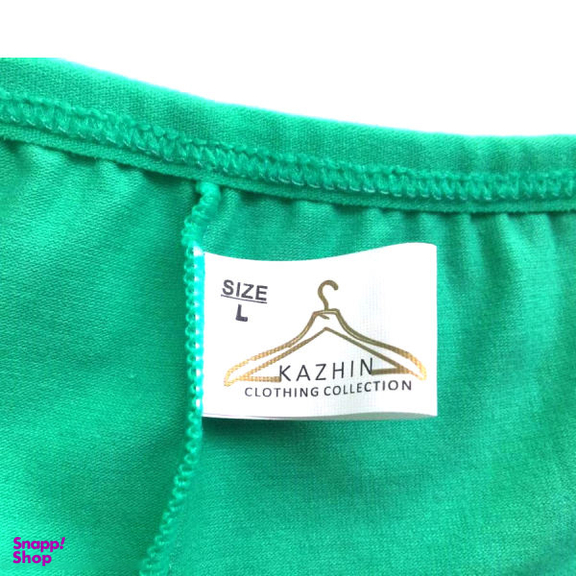 SIZE
L
KAZHIN
CLOTHING COLLECTION
Snapp!
Shop